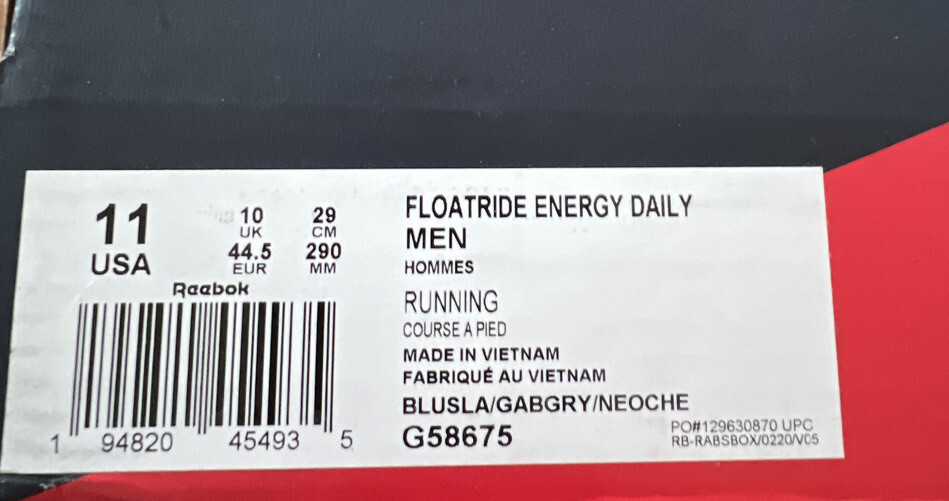 11
USA
10
UK
44.5
EUR
29
CM
290
MM
Reebok
1 94820 45493 5
FLOATRIDE ENERGY DAILY
MEN
HOMMES
RUNNING
COURSE A PIED
MADE IN VIETNAM
FABRIQUÉ AU VIETNAM
BLUSLA/GABGRY/NEOCHE
G58675
PO#129630870 UPC
RB-RABSBOX/0220/V05